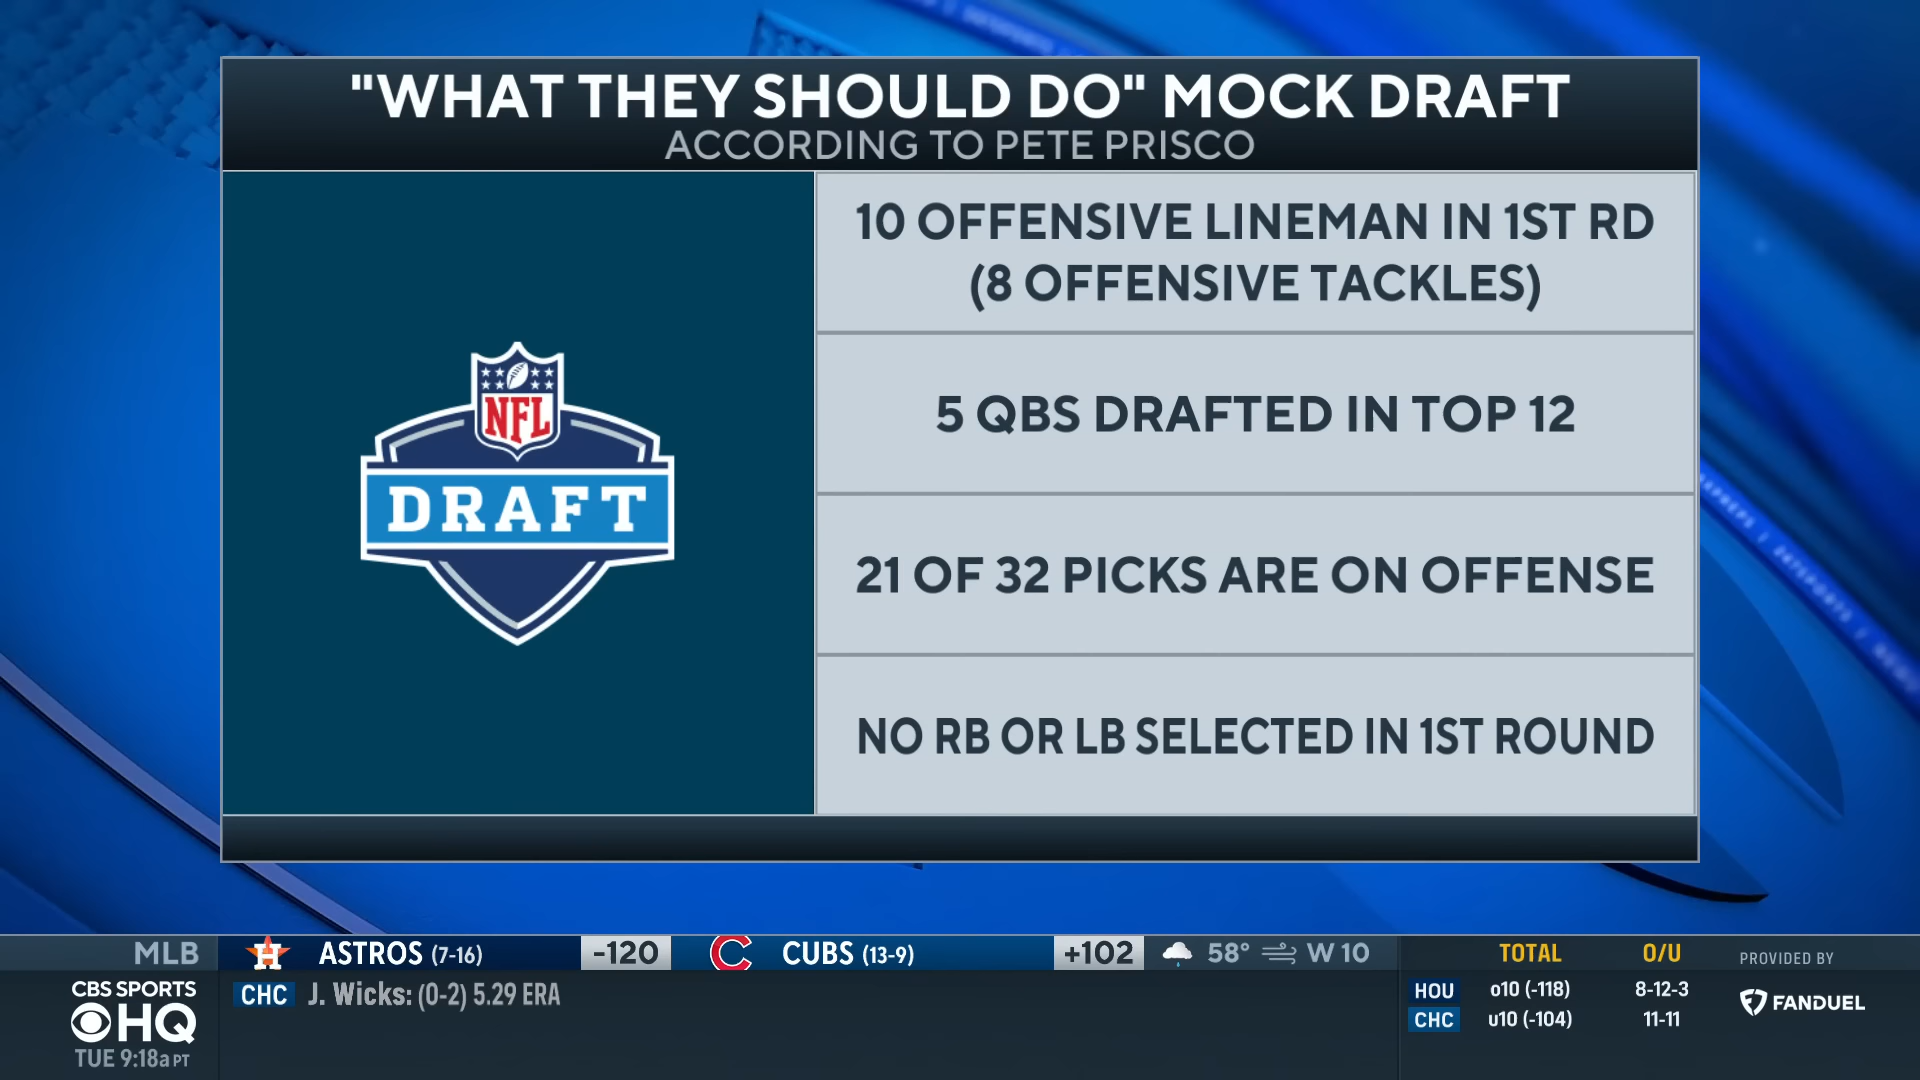 "WHAT THEY SHOULD DO" MOCK DRAFT
ACCORDING TO PETE PRISCO
NFL
DRAFT
10 OFFENSIVE LINEMAN IN 1ST RD
(8 OFFENSIVE TACKLES)
5 QBS DRAFTED IN TOP 12
21 OF 32 PICKS ARE ON OFFENSE
NO RB OR LB SELECTED IN 1ST ROUND
MLB
H ASTROS (7-16) -120 C CUBS (13-9) +102 58° W 10
CBS SPORTS
HQ
TUE 9:18a PT
CHC J. Wicks: (0-2) 5.29 ERA
TOTAL O/U
HOU o10 (-118) 8-12-3
CHC u10 (-104) 11-11
PROVIDED BY
FANDUEL